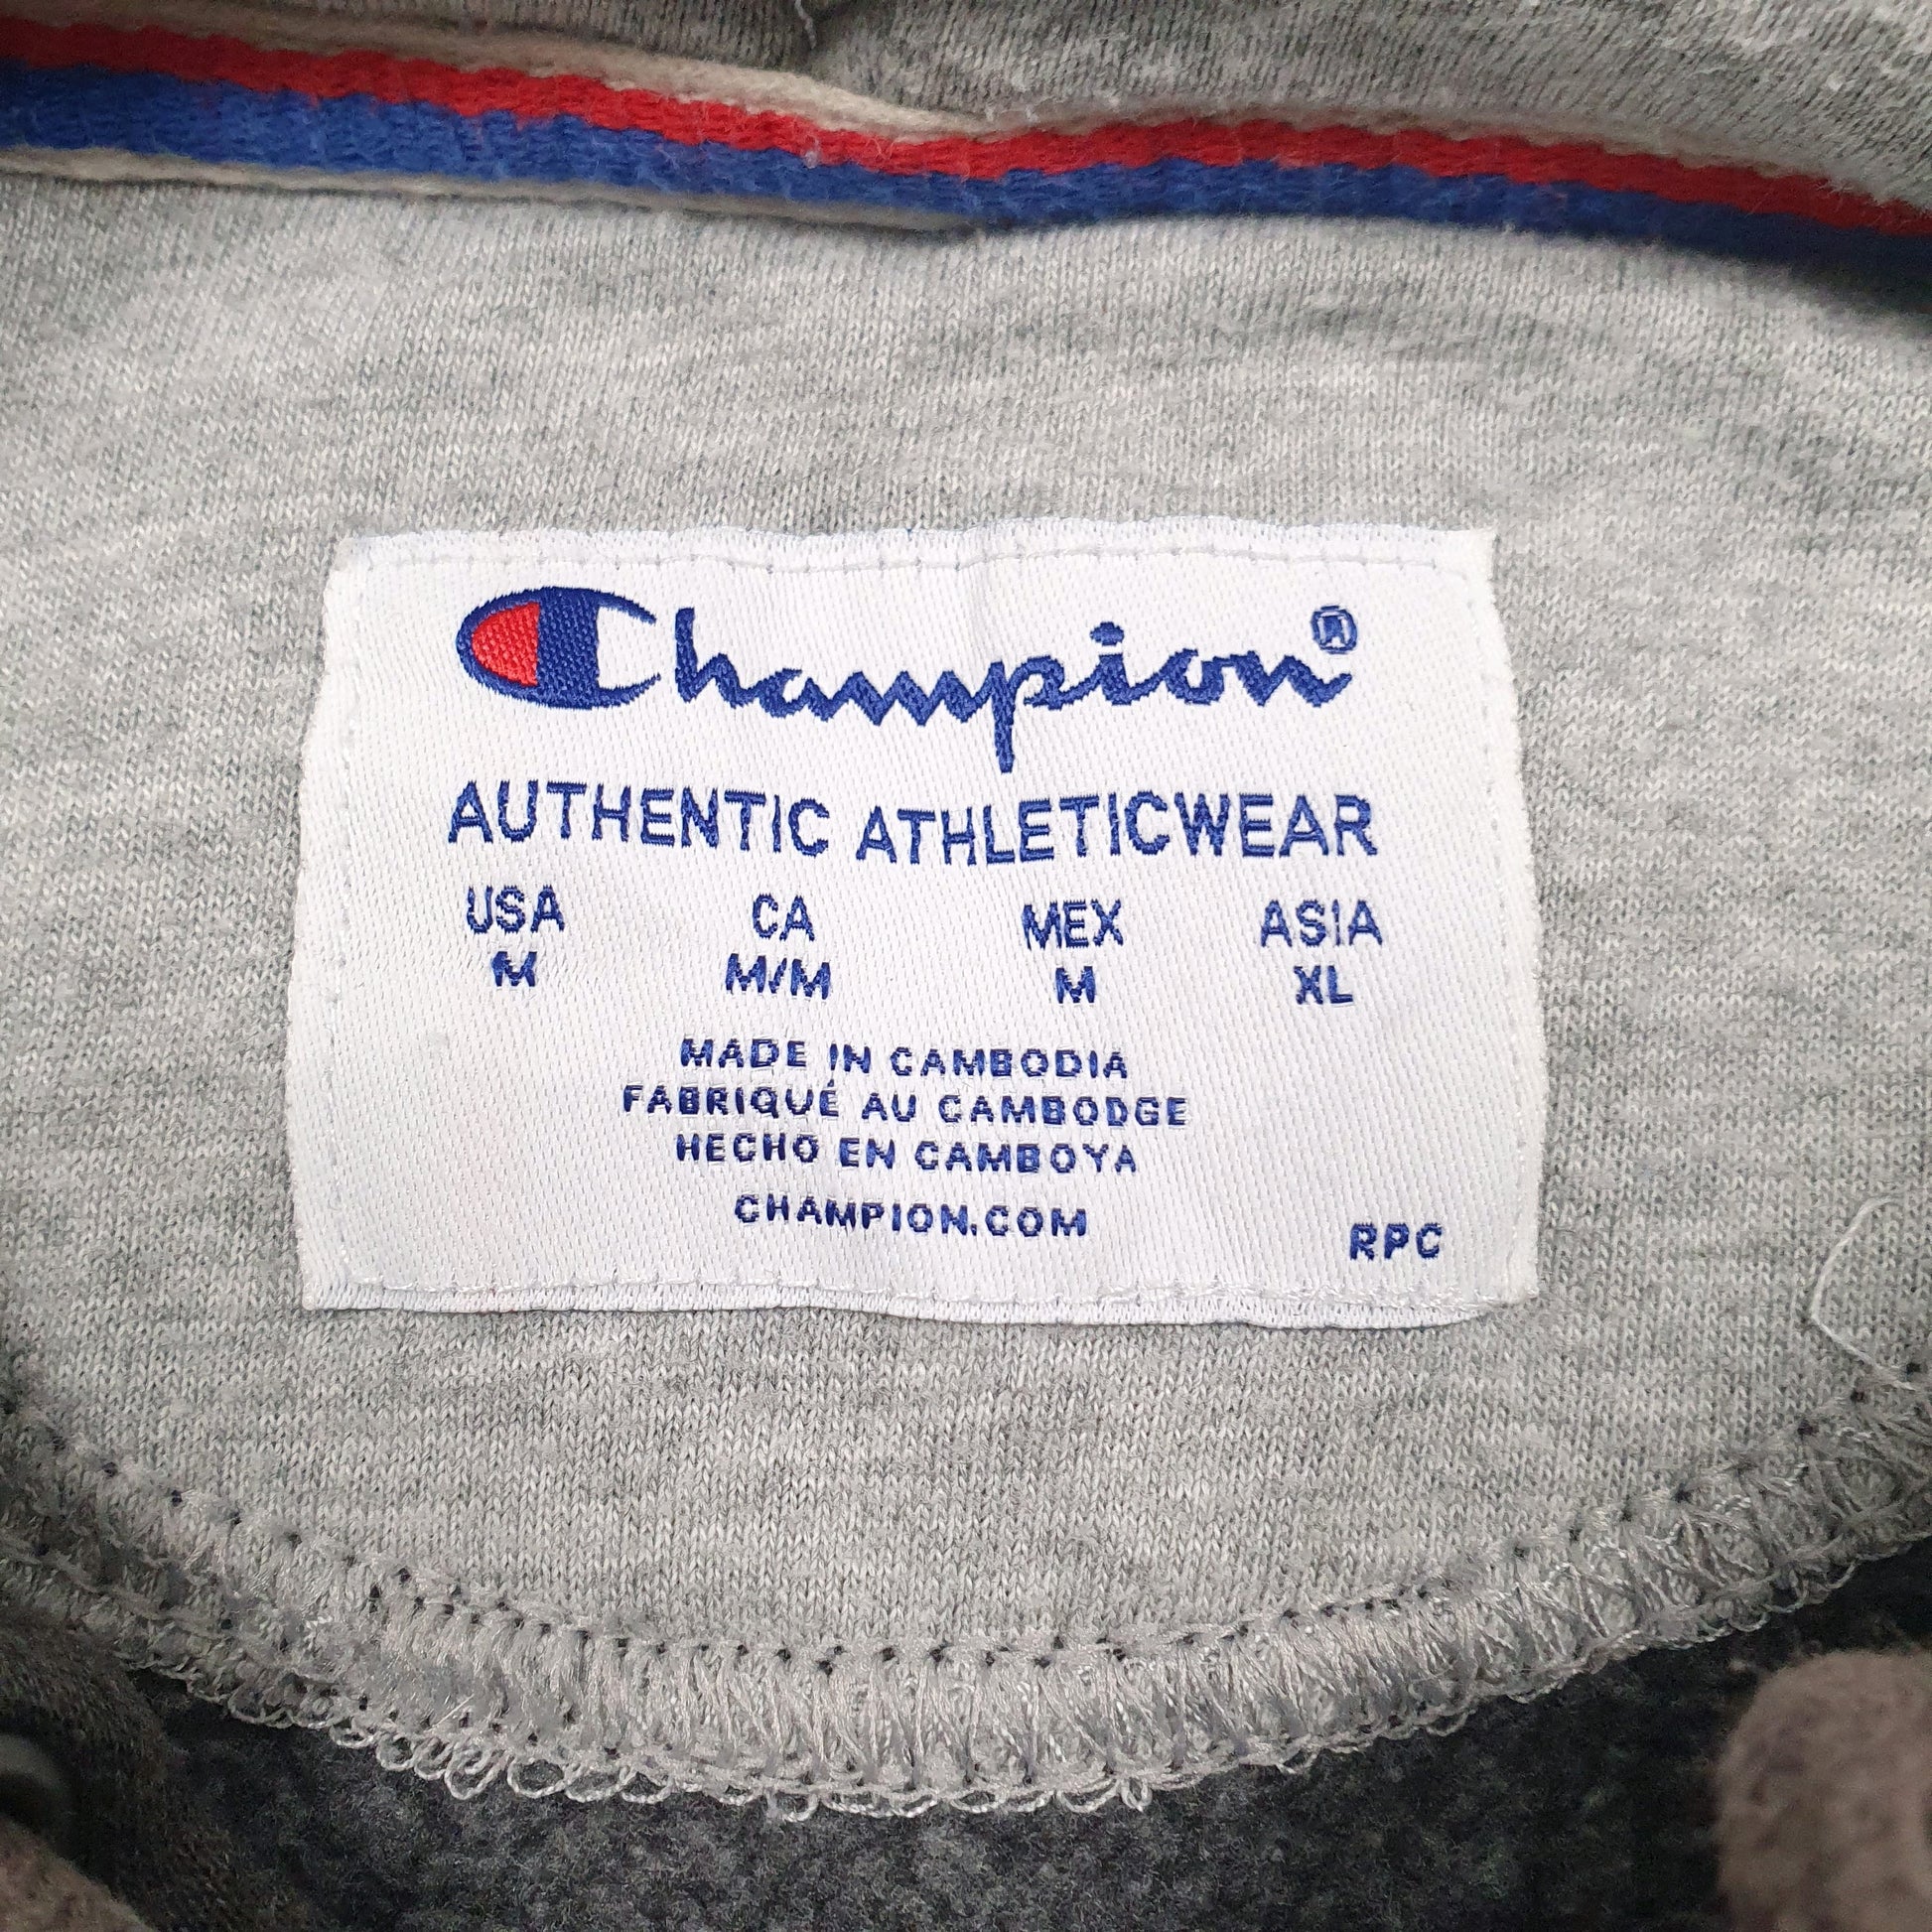 Champion®
AUTHENTIC ATHLETICWEAR
USA CA MEX ASIA
M M/M M XL
MADE IN CAMBODIA
FABRIQUÉ AU CAMBODGE
HECHO EN CAMBOYA
CHAMPION.COM
RPC